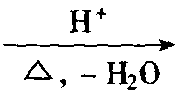 H⁺
△, − H₂O